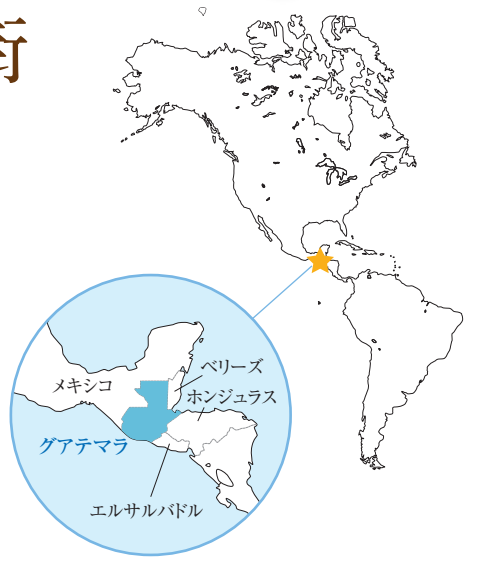 ベリーズ
メキシコ
ホンジュラス
グアテマラ
エルサルバドル